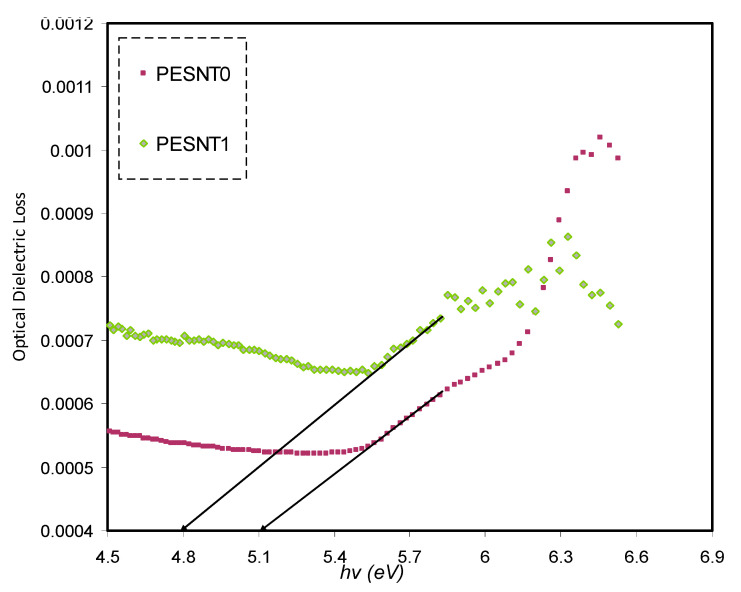 0.0012
0.0011
0.001
0.0009
0.0008
0.0007
0.0006
0.0005
0.0004
Optical Dielectric Loss
PESNT0
PESNT1
4.5 4.8 5.1 5.4 5.7 6 6.3 6.6 6.9
hv (eV)